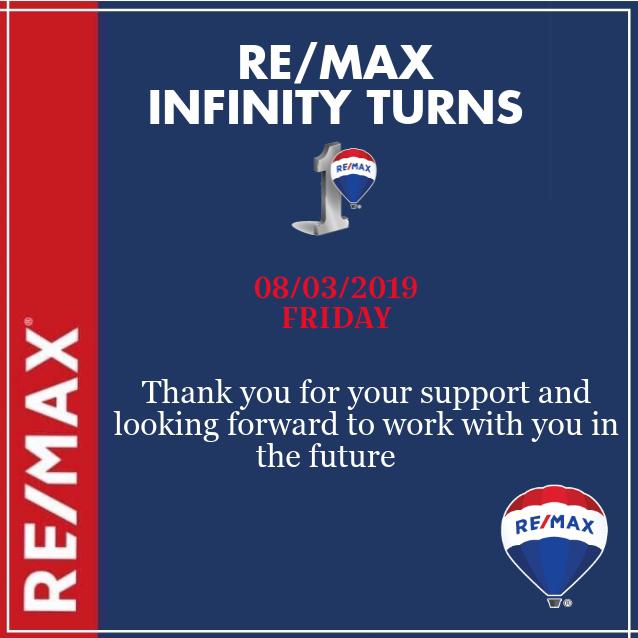 RE/MAX
INFINITY TURNS
1
RE/MAX
®
08/03/2019
FRIDAY
Thank you for your support and
looking forward to work with you in
the future
RE/MAX®
RE/MAX
®